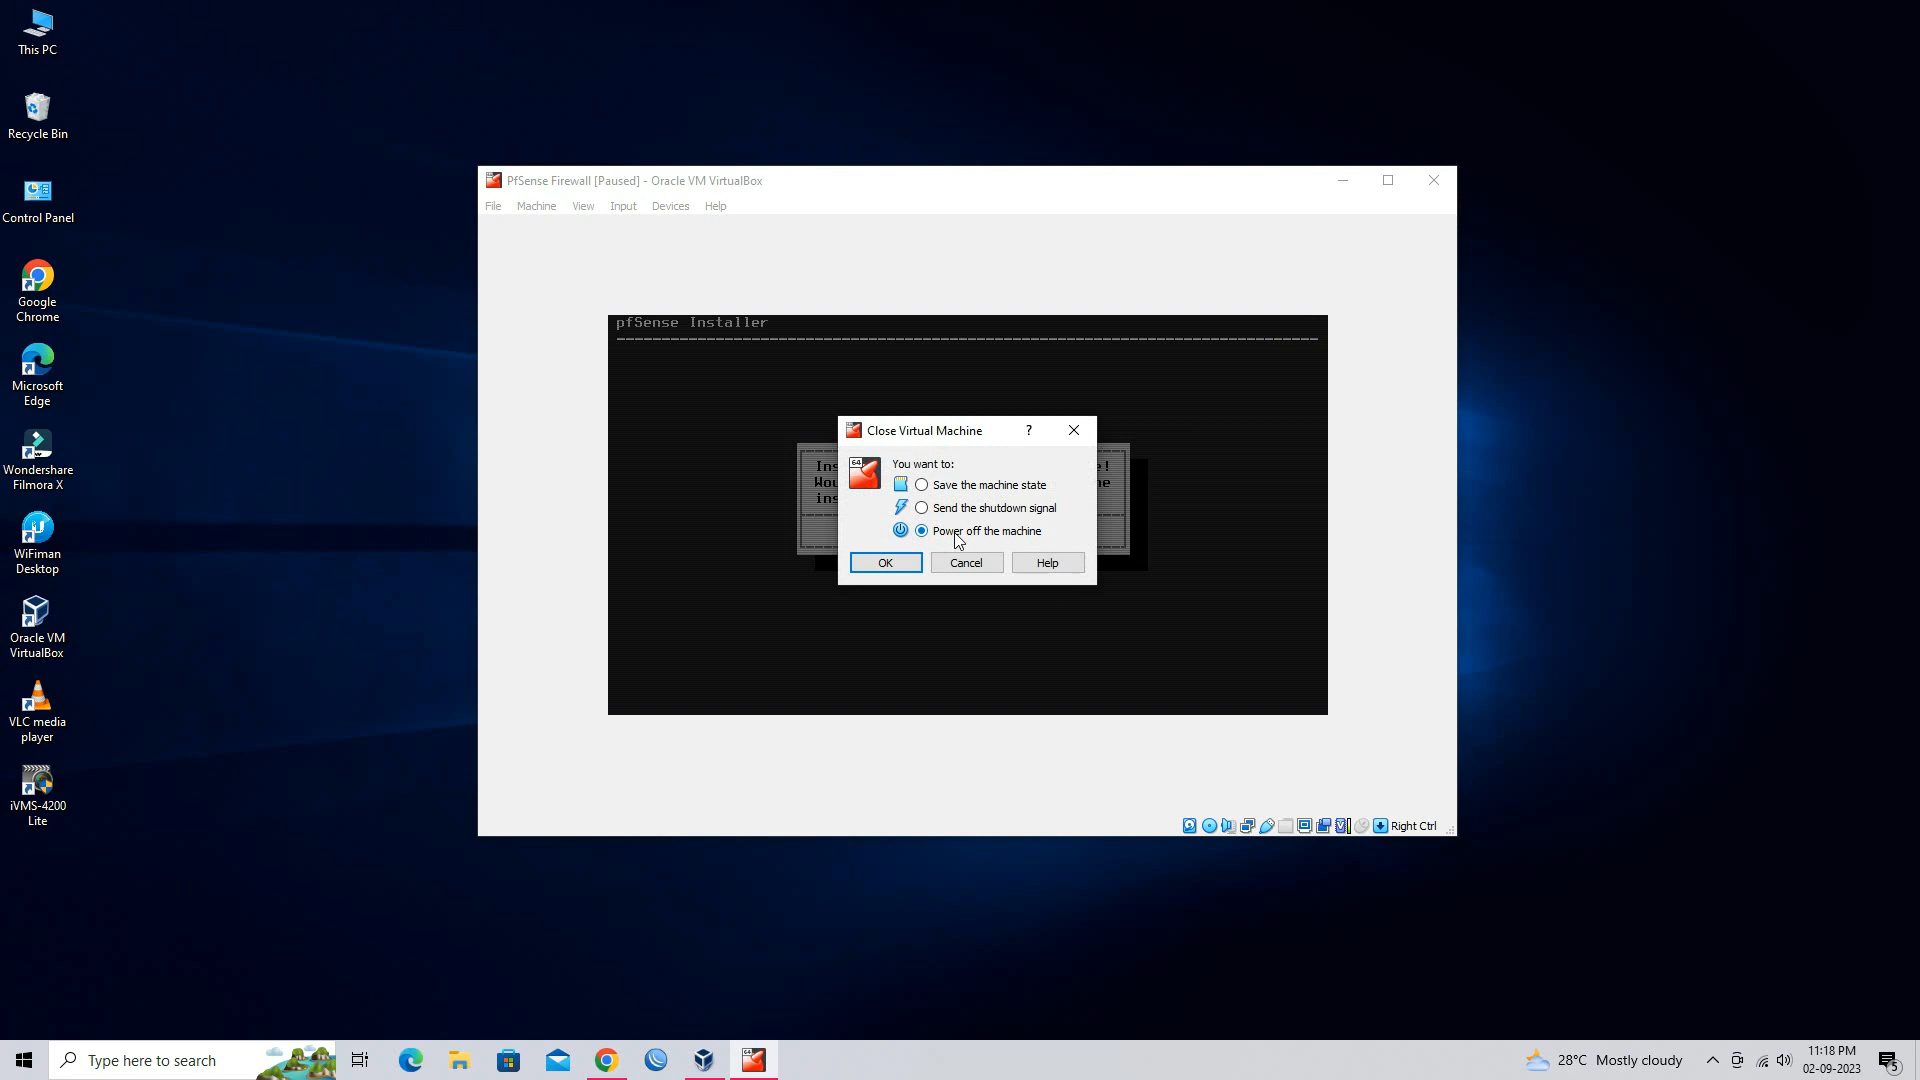 This PC
Recycle Bin
Control Panel
Google
Chrome
Microsoft
Edge
Wondershare
Filmora X
WiFiman
Desktop
Oracle VM
VirtualBox
VLC media
player
iVMS-4200
Lite
PfSense Firewall [Paused] - Oracle VM VirtualBox
File Machine View Input Devices Help
pfSense Installer
Close Virtual Machine ?
64
You want to:
Save the machine state
Send the shutdown signal
Power off the machine
OK Cancel Help
Right Ctrl
Type here to search
28°C Mostly cloudy
11:18 PM
02-09-2023
5